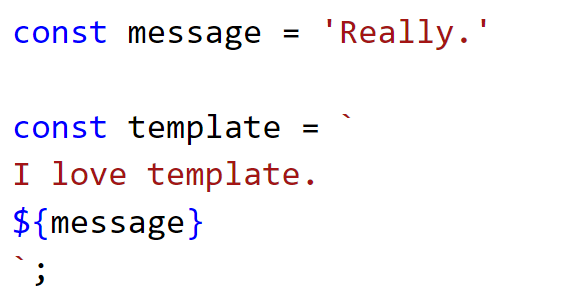 const message = 'Really.'
const template = `
I love template.
${message}
`;